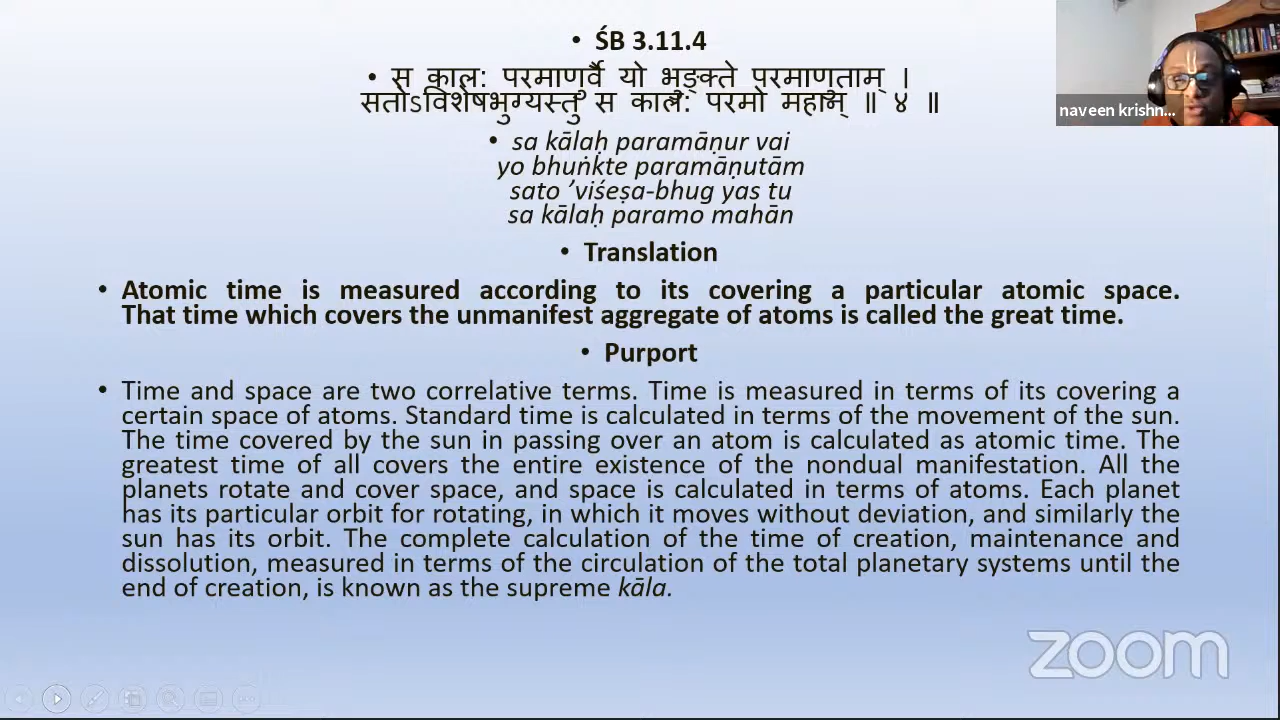 • ŚB 3.11.4
• स काल: परमाणुर्वै यो भुङ्क्ते परमाणुताम् ।
सतोऽविशेषभुग्यस्तु स काल: परमो महान् ॥ ४ ॥
• sa kālaḥ paramāṇur vai
yo bhuṅkte paramāṇutām
sato ’viśeṣa-bhug yas tu
sa kālaḥ paramo mahān
• Translation
• Atomic time is measured according to its covering a particular atomic space.
That time which covers the unmanifest aggregate of atoms is called the great time.
• Purport
• Time and space are two correlative terms. Time is measured in terms of its covering a
certain space of atoms. Standard time is calculated in terms of the movement of the sun.
The time covered by the sun in passing over an atom is calculated as atomic time. The
greatest time of all covers the entire existence of the nondual manifestation. All the
planets rotate and cover space, and space is calculated in terms of atoms. Each planet
has its particular orbit for rotating, in which it moves without deviation, and similarly the
sun has its orbit. The complete calculation of the time of creation, maintenance and
dissolution, measured in terms of the circulation of the total planetary systems until the
end of creation, is known as the supreme kāla.
naveen krishn...
zoom